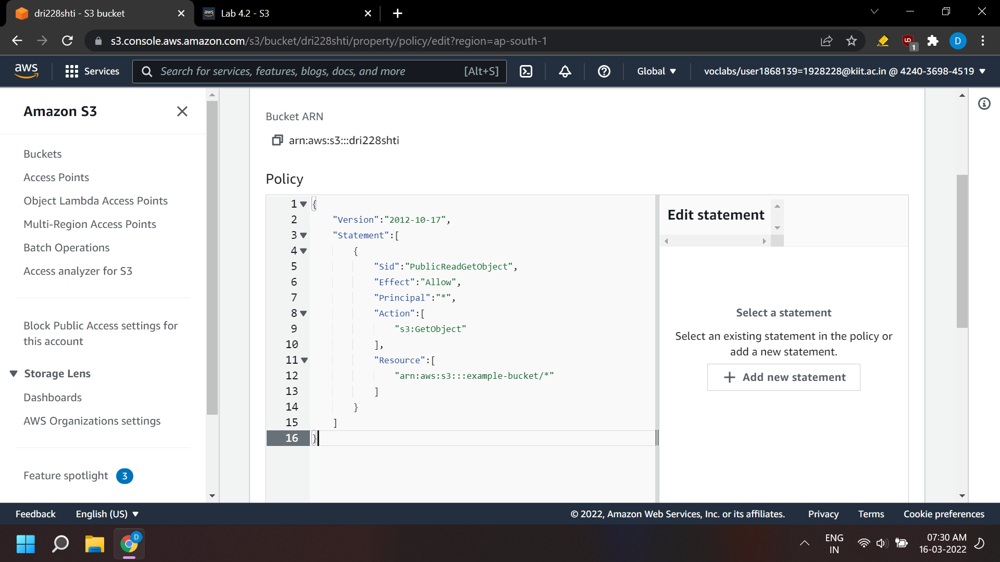 dri228shti - S3 bucket
aws
Lab 4.2 - S3
s3.console.aws.amazon.com/s3/bucket/dri228shti/property/policy/edit?region=ap-south-1
1
D
aws
Services
Search for services, features, blogs, docs, and more
[Alt+S]
Global
voclabs/user1868139=1928228@kiit.ac.in @ 4240-3698-4519
Amazon S3
Buckets
Access Points
Object Lambda Access Points
Multi-Region Access Points
Batch Operations
Access analyzer for S3
Block Public Access settings for
this account
Storage Lens
Dashboards
AWS Organizations settings
Feature spotlight 3
Bucket ARN
arn:aws:s3:::dri228shti
Policy
1 {
2 "Version":"2012-10-17",
3 "Statement":[
4 {
5 "Sid":"PublicReadGetObject",
6 "Effect":"Allow",
7 "Principal":"*",
8 "Action":[
9 "s3:GetObject"
10 ],
11 "Resource":[
12 "arn:aws:s3:::example-bucket/*"
13 ]
14 }
15 ]
16 }
Edit statement
Select a statement
Select an existing statement in the policy or
add a new statement.
+ Add new statement
Feedback
English (US)
© 2022, Amazon Web Services, Inc. or its affiliates.
Privacy
Terms
Cookie preferences
D
ENG
IN
07:30 AM
16-03-2022